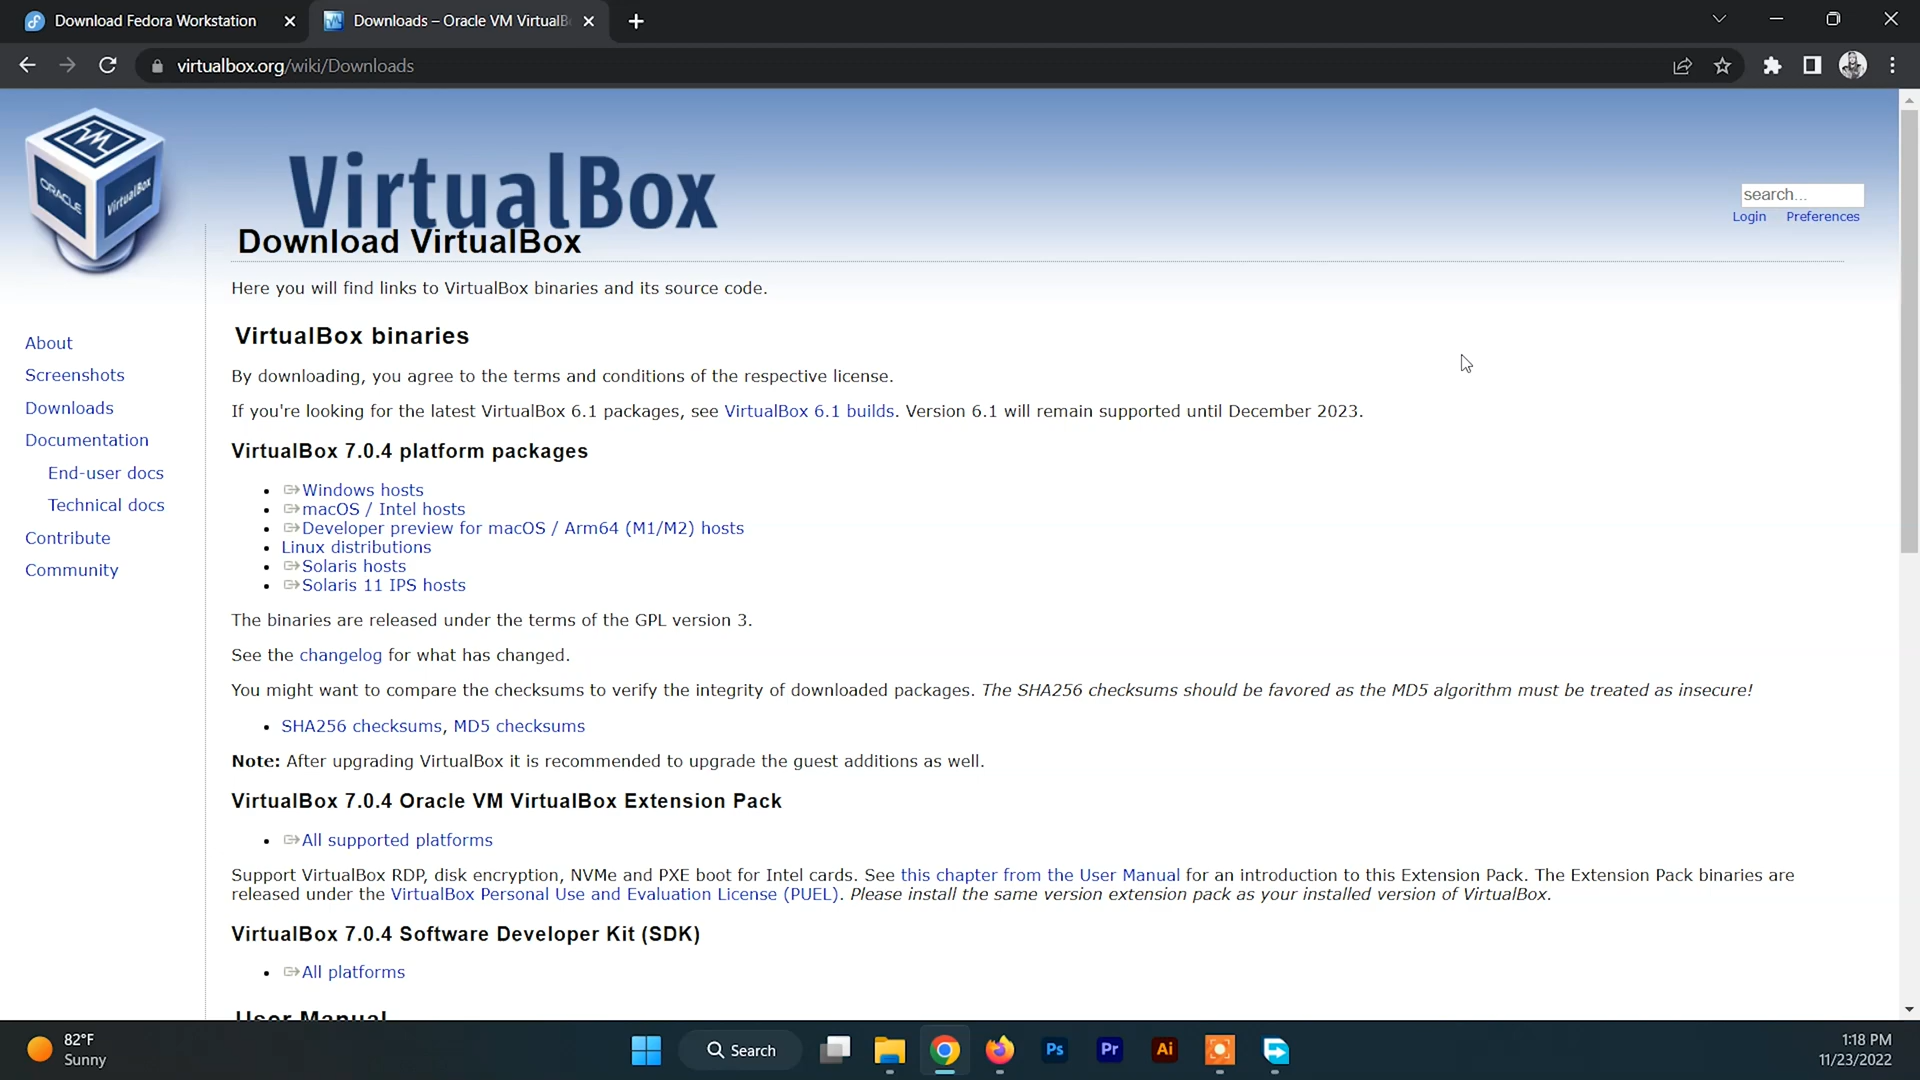 Download Fedora Workstation
Downloads – Oracle VM VirtualB
virtualbox.org/wiki/Downloads
ORACLE
VirtualBox
VirtualBox
search...
Login Preferences
Download VirtualBox
Here you will find links to VirtualBox binaries and its source code.
VirtualBox binaries
By downloading, you agree to the terms and conditions of the respective license.
If you're looking for the latest VirtualBox 6.1 packages, see VirtualBox 6.1 builds. Version 6.1 will remain supported until December 2023.
VirtualBox 7.0.4 platform packages
Windows hosts
macOS / Intel hosts
Developer preview for macOS / Arm64 (M1/M2) hosts
Linux distributions
Solaris hosts
Solaris 11 IPS hosts
The binaries are released under the terms of the GPL version 3.
See the changelog for what has changed.
You might want to compare the checksums to verify the integrity of downloaded packages. The SHA256 checksums should be favored as the MD5 algorithm must be treated as insecure!
SHA256 checksums, MD5 checksums
Note: After upgrading VirtualBox it is recommended to upgrade the guest additions as well.
VirtualBox 7.0.4 Oracle VM VirtualBox Extension Pack
All supported platforms
Support VirtualBox RDP, disk encryption, NVMe and PXE boot for Intel cards. See this chapter from the User Manual for an introduction to this Extension Pack. The Extension Pack binaries are
released under the VirtualBox Personal Use and Evaluation License (PUEL). Please install the same version extension pack as your installed version of VirtualBox.
VirtualBox 7.0.4 Software Developer Kit (SDK)
All platforms
User Manual
About
Screenshots
Downloads
Documentation
End-user docs
Technical docs
Contribute
Community
82°F
Sunny
Search
Ps
Pr
Ai
1:18 PM
11/23/2022